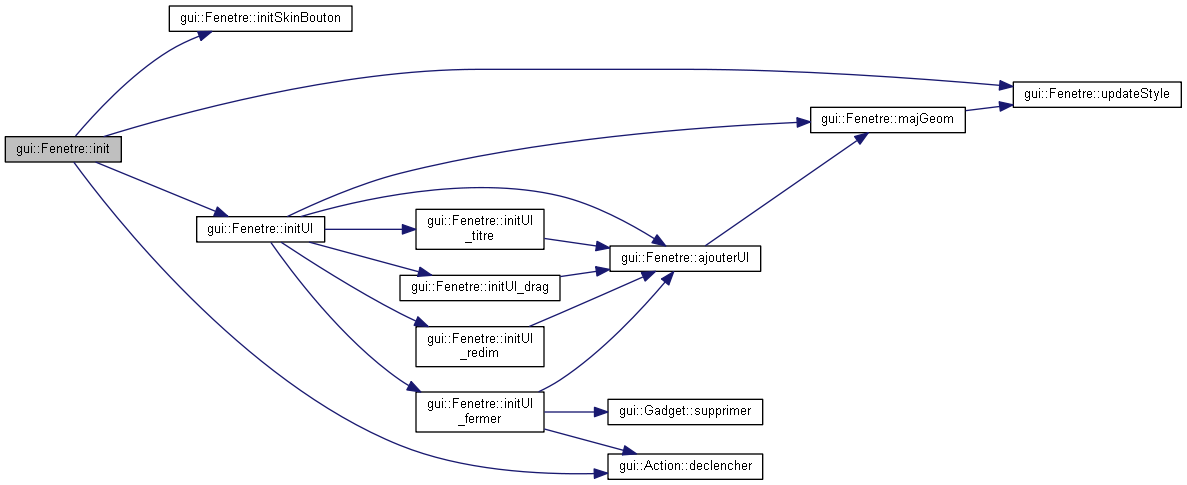 gui::Fenetre::initSkinBouton
gui::Fenetre::updateStyle
gui::Fenetre::majGeom
gui::Fenetre::init
gui::Fenetre::initUI
gui::Fenetre::initUI
_titre
gui::Fenetre::ajouterUI
gui::Fenetre::initUI_drag
gui::Fenetre::initUI
_redim
gui::Fenetre::initUI
_fermer
gui::Gadget::supprimer
gui::Action::declencher